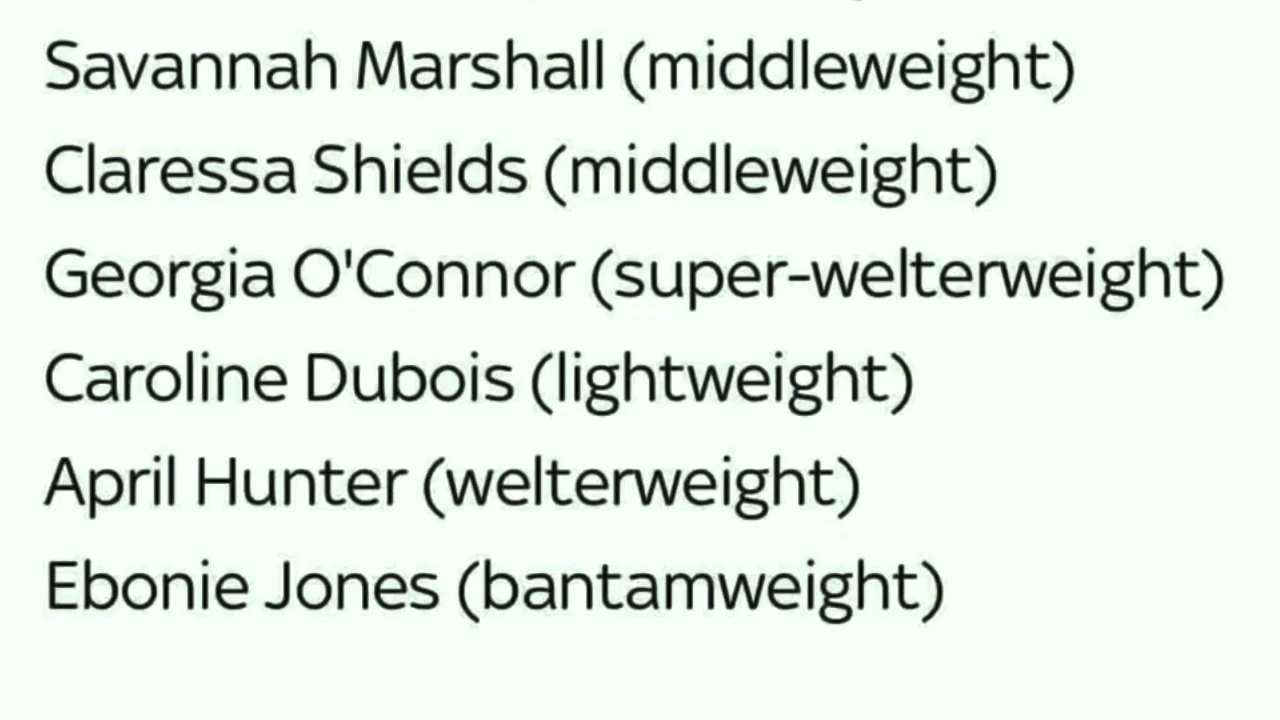 Savannah Marshall (middleweight)
Claressa Shields (middleweight)
Georgia O'Connor (super-welterweight)
Caroline Dubois (lightweight)
April Hunter (welterweight)
Ebonie Jones (bantamweight)